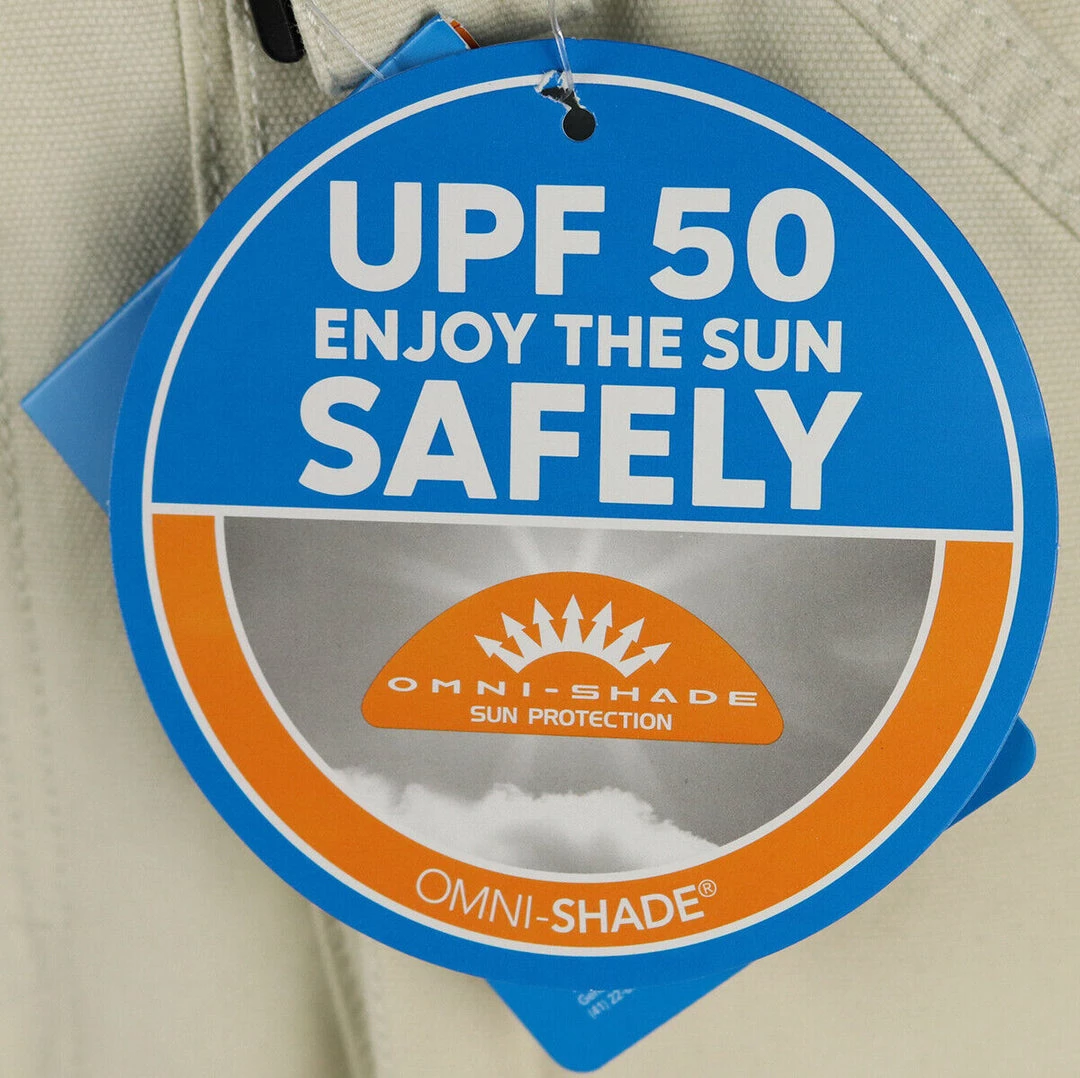 UPF 50
ENJOY THE SUN
SAFELY
OMNI-SHADE
SUN PROTECTION
OMNI-SHADE®